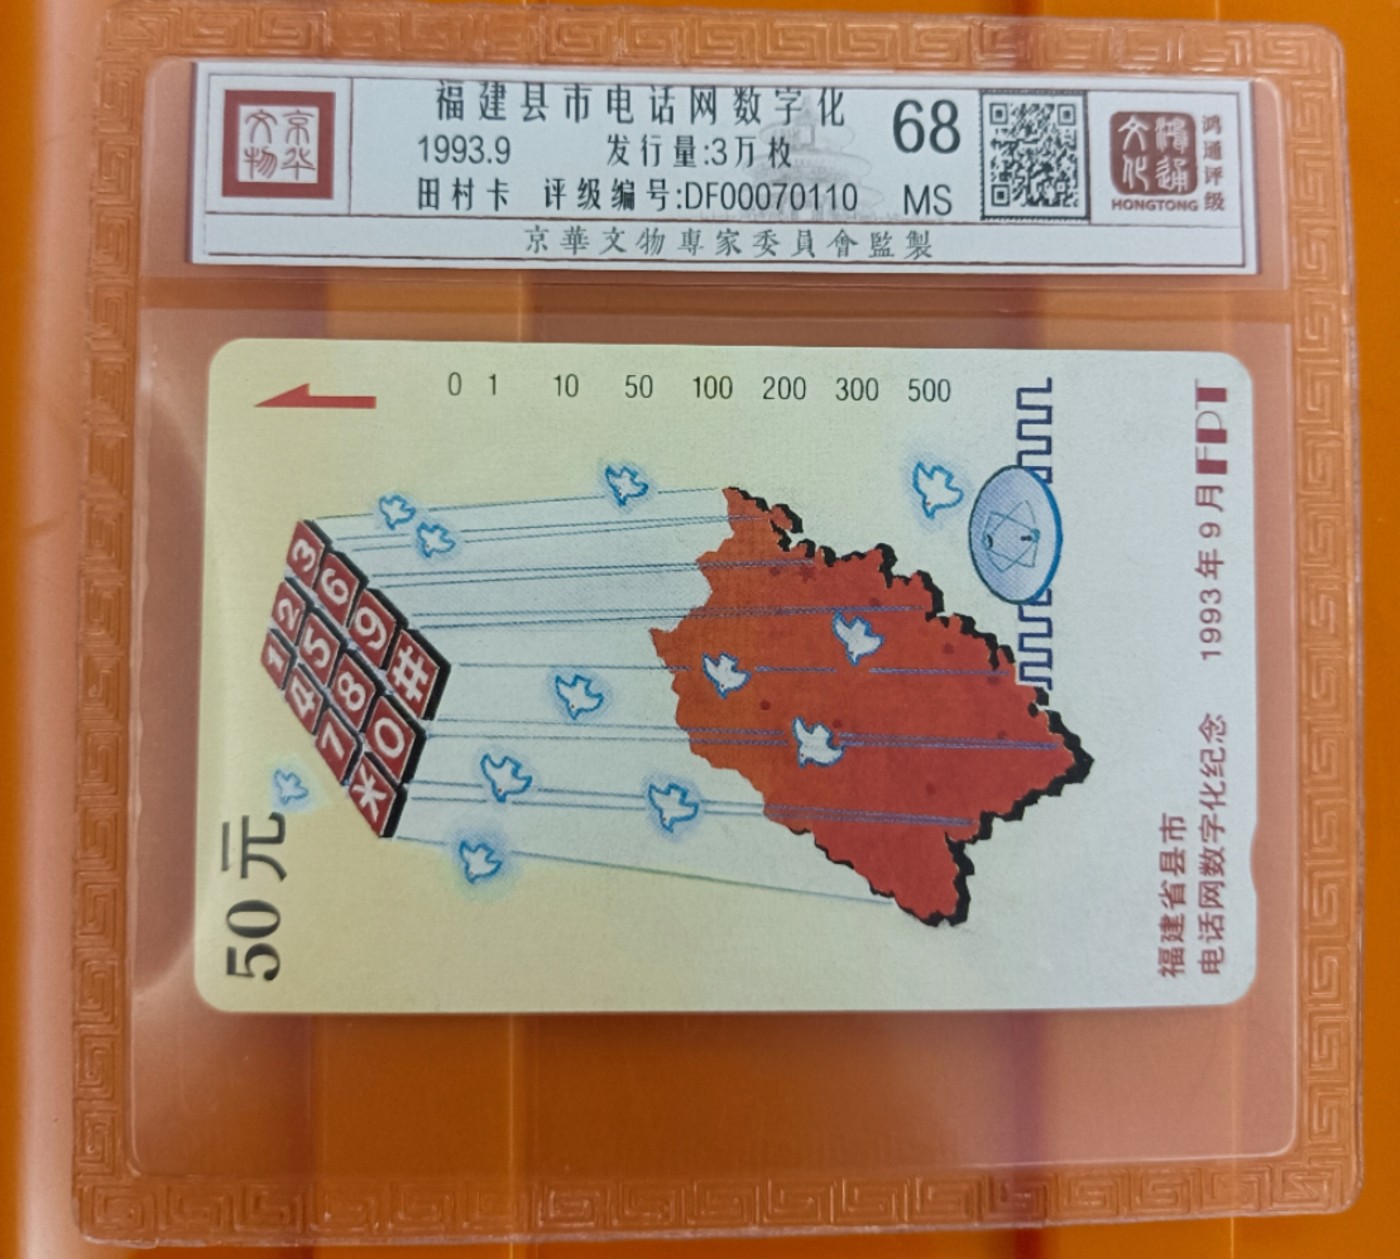 京华
文物
福建县市电话网数字化
1993.9 发行量:3万枚
田村卡 评级编号:DF00070110
68
MS
鸿通
文化
HONGTONG
鸿通评级
京華文物專家委員會監製
0 1 10 50 100 200 300 500
50元
1 2 3
4 5 6
7 8 9
* 0 #
福建省县市
电话网数字化纪念 1993年9月 FPT